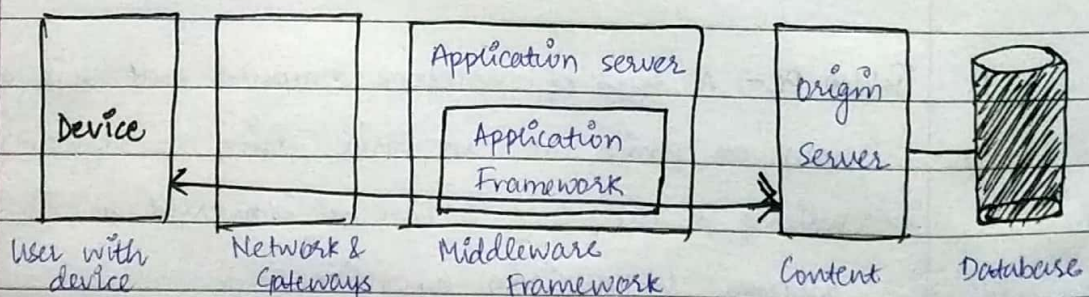 Device
Application server
Application
Framework
Origin
Server
User with
device
Network &
Gateways
Middleware
Framework
Content
Database